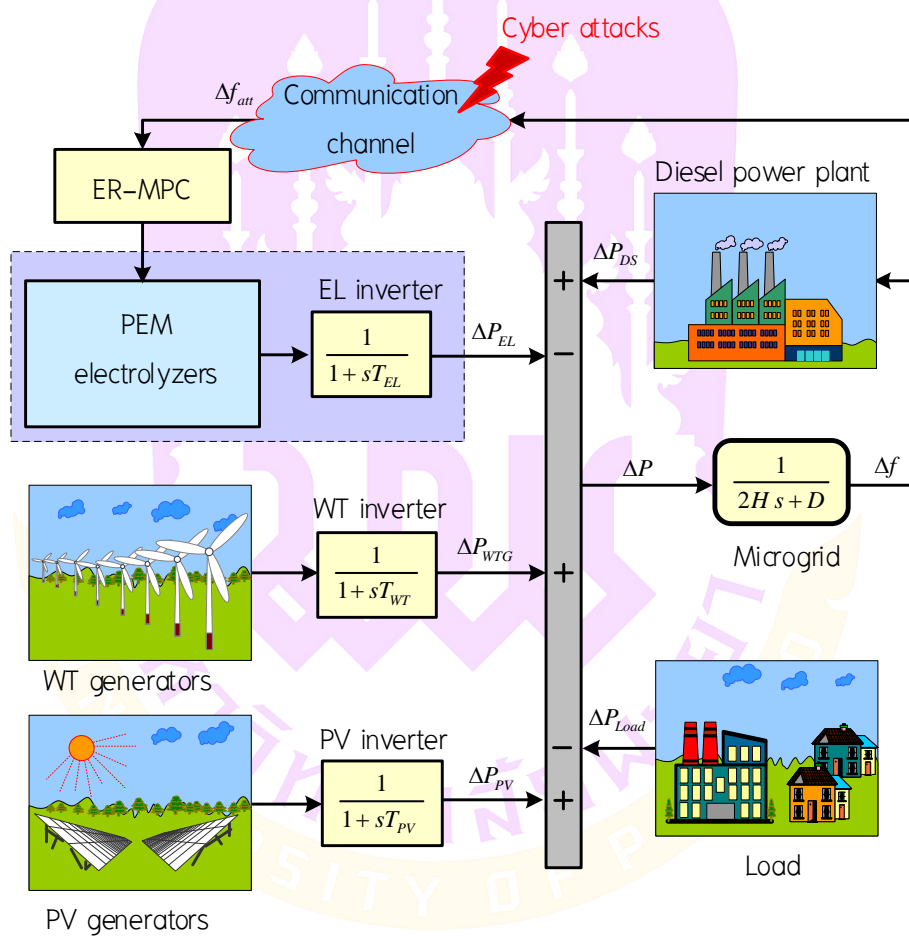 Cyber attacks
Δf_att
Communication
channel
ER-MPC
Diesel power plant
ΔP_DS
+
EL inverter
PEM
electrolyzers
1
1 + sT_EL
ΔP_EL
−
ΔP
1
2H s + D
Δf
Microgrid
WT inverter
1
1 + sT_WT
ΔP_WTG
+
WT generators
ΔP_Load
−
PV inverter
1
1 + sT_PV
ΔP_PV
+
Load
PV generators
SITY OF P